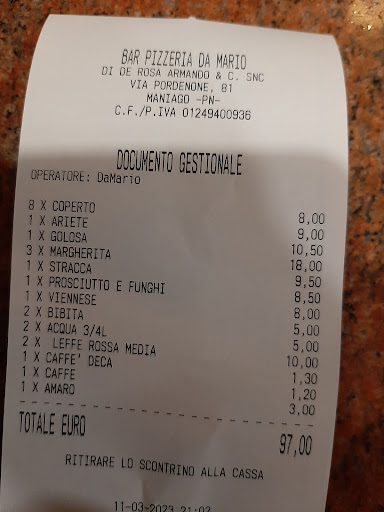 BAR PIZZERIA DA MARIO
DI DE ROSA ARMANDO & C. SNC
VIA PORDENONE, 81
MANIAGO -PN-
C.F./P.IVA 01249400936
DOCUMENTO GESTIONALE
OPERATORE: DaMario
8 X COPERTO 8,00
1 X ARIETE 9,00
1 X GOLOSA 10,50
3 X MARGHERITA 18,00
1 X STRACCA 9,50
1 X PROSCIUTTO E FUNGHI 8,50
1 X VIENNESE 8,00
2 X BIBITA 5,00
2 X ACQUA 3/4L 5,00
2 X LEFFE ROSSA MEDIA 10,00
1 X CAFFE' DECA 1,30
1 X CAFFE 1,20
1 X AMARO 3,00
TOTALE EURO 97,00
RITIRARE LO SCONTRINO ALLA CASSA
11-03-2023 21:07